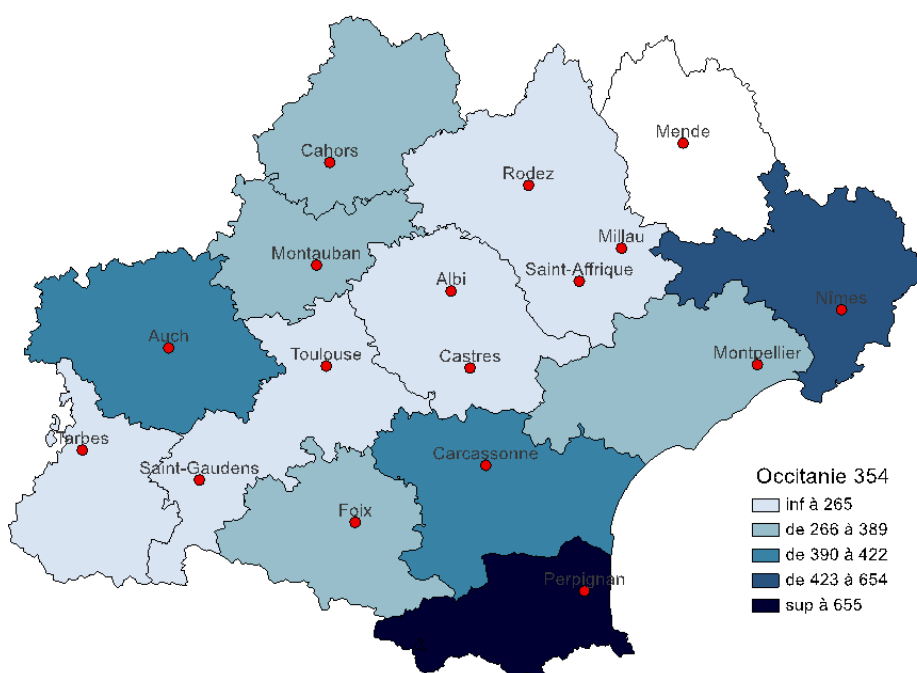 Mende
Cahors
Rodez
Millau
Montauban
Saint-Affrique
Albi
Nîmes
Auch
Toulouse
Castres
Montpellier
Tarbes
Saint-Gaudens
Carcassonne
Foix
Perpignan
Occitanie 354
inf à 265
de 266 à 389
de 390 à 422
de 423 à 654
sup à 655